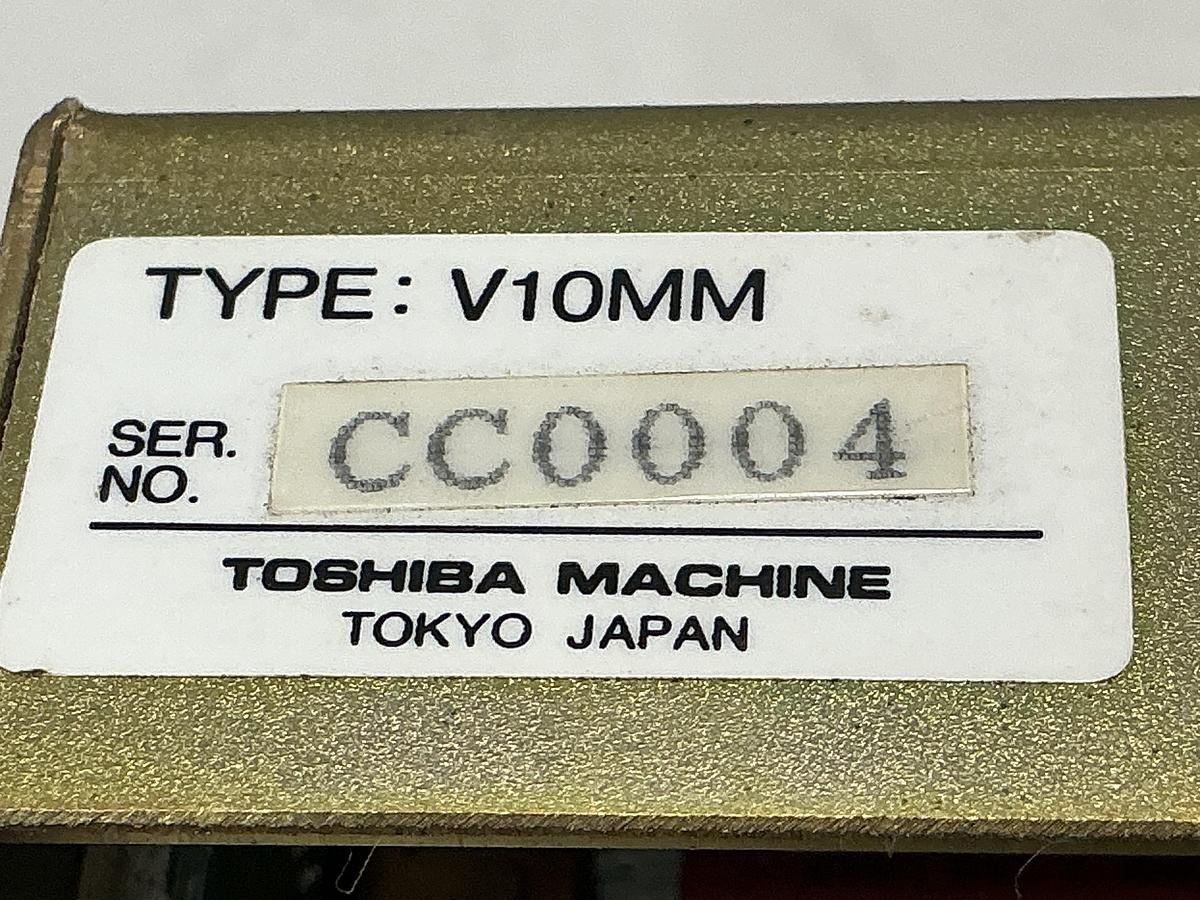 TYPE: V10MM
SER. NO. CC0004
TOSHIBA MACHINE
TOKYO JAPAN